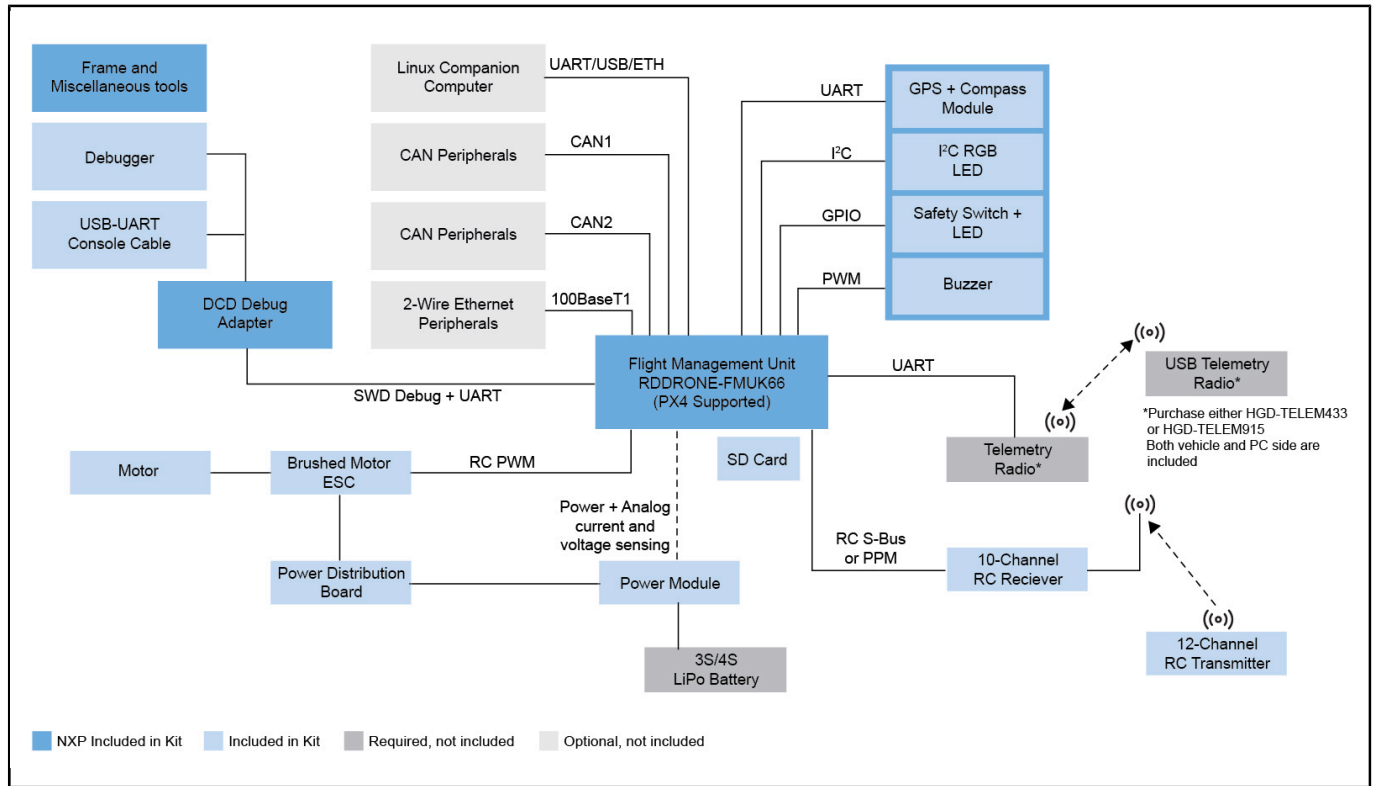 Frame and
Miscellaneous tools
Debugger
USB-UART
Console Cable
DCD Debug
Adapter
Linux Companion
Computer
UART/USB/ETH
CAN Peripherals
CAN1
CAN Peripherals
CAN2
2-Wire Ethernet
Peripherals
100BaseT1
UART
GPS + Compass
Module
I²C
I²C RGB
LED
GPIO
Safety Switch +
LED
PWM
Buzzer
Flight Management Unit
RDDRONE-FMUK66
(PX4 Supported)
SWD Debug + UART
UART
USB Telemetry
Radio*
*Purchase either HGD-TELEM433
or HGD-TELEM915
Both vehicle and PC side are
included
Telemetry
Radio*
Motor
Brushed Motor
ESC
RC PWM
SD Card
Power + Analog
current and
voltage sensing
RC S-Bus
or PPM
10-Channel
RC Reciever
Power Distribution
Board
Power Module
12-Channel
RC Transmitter
3S/4S
LiPo Battery
NXP Included in Kit
Included in Kit
Required, not included
Optional, not included